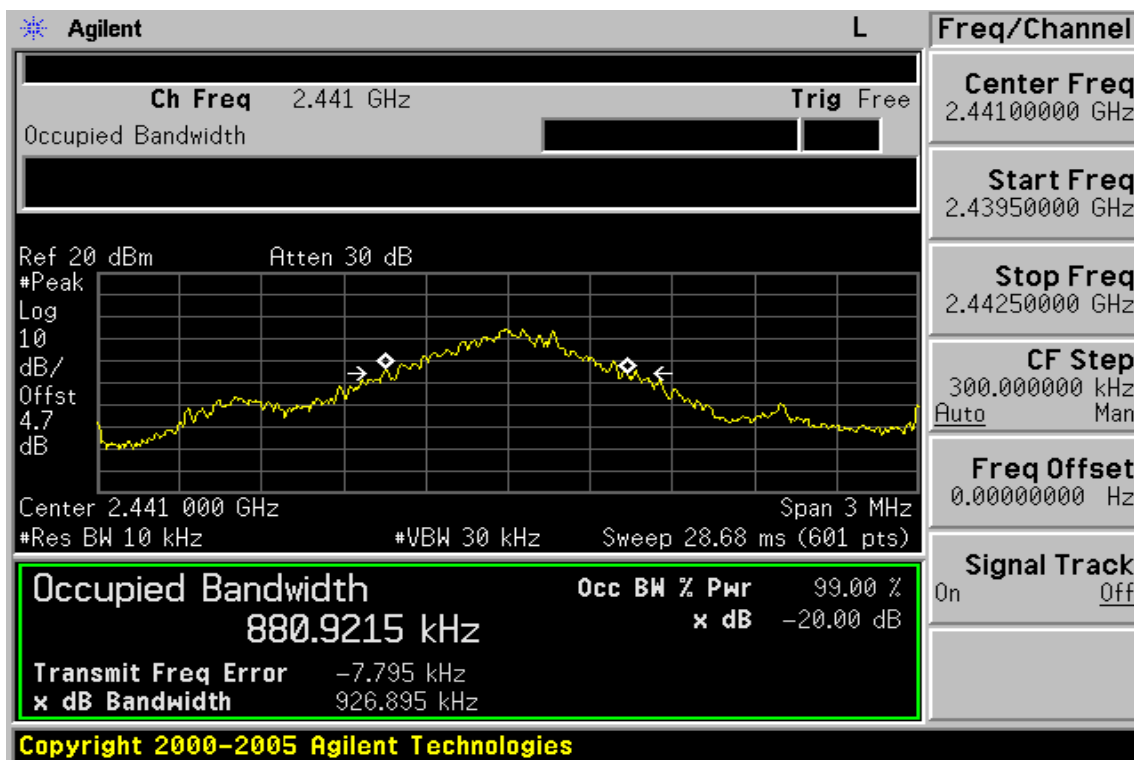 Agilent L Freq/Channel
Ch Freq 2.441 GHz Trig Free
Occupied Bandwidth
Center Freq
2.44100000 GHz
Start Freq
2.43950000 GHz
Stop Freq
2.44250000 GHz
CF Step
300.000000 kHz
Auto Man
Freq Offset
0.00000000 Hz
Signal Track
On Off
Ref 20 dBm Atten 30 dB
#Peak
Log
10
dB/
Offst
4.7
dB
Center 2.441 000 GHz Span 3 MHz
#Res BW 10 kHz #VBW 30 kHz Sweep 28.68 ms (601 pts)
Occupied Bandwidth Occ BW % Pwr 99.00 %
880.9215 kHz x dB -20.00 dB
Transmit Freq Error -7.795 kHz
x dB Bandwidth 926.895 kHz
Copyright 2000-2005 Agilent Technologies